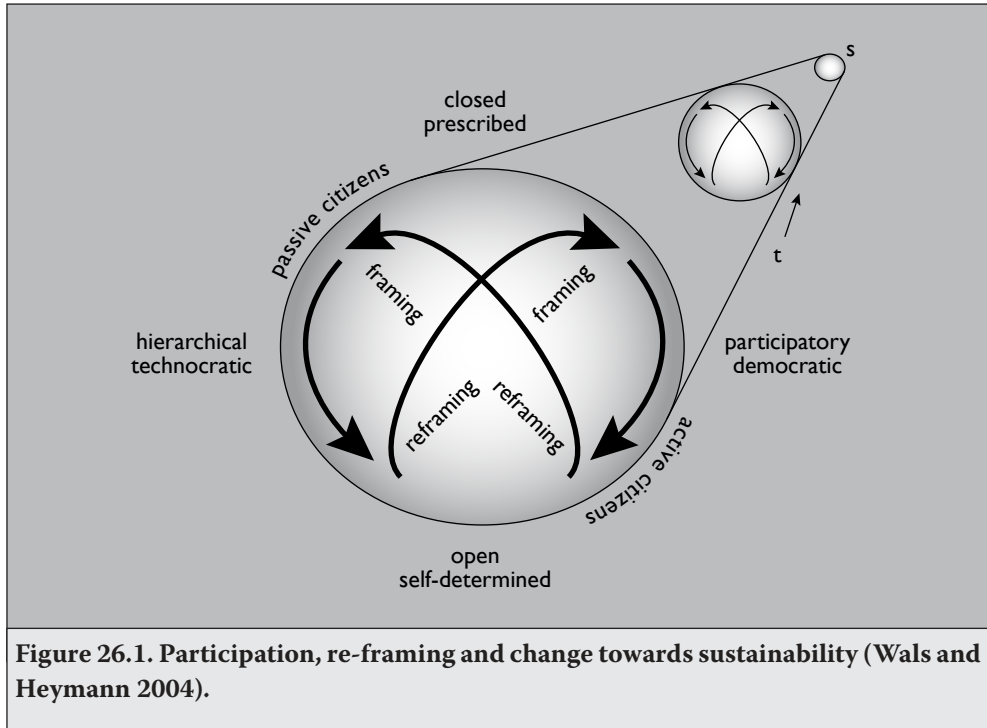 s
closed
prescribed
passive citizens
t
framing
framing
hierarchical
technocratic
participatory
democratic
reframing
reframing
active citizens
open
self-determined
Figure 26.1. Participation, re-framing and change towards sustainability (Wals and
Heymann 2004).